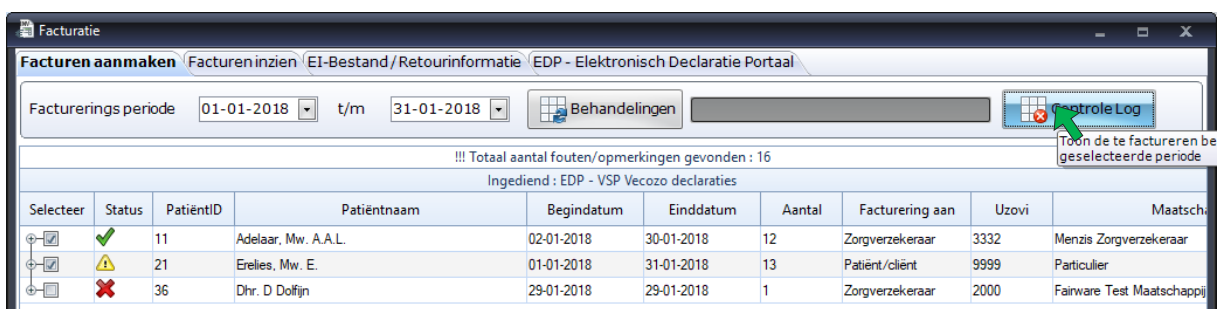 Facturatie
Facturen aanmaken Facturen inzien EI-Bestand / Retourinformatie EDP - Elektronisch Declaratie Portaal
Facturerings periode 01-01-2018 t/m 31-01-2018 Behandelingen Controle Log
Toon de te factureren be
geselecteerde periode
!!! Totaal aantal fouten/opmerkingen gevonden : 16
Ingediend : EDP - VSP Vecozo declaraties
Selecteer Status PatiëntID Patiëntnaam Begindatum Einddatum Aantal Facturering aan Uzovi Maatscha
11 Adelaar, Mw. A.A.L. 02-01-2018 30-01-2018 12 Zorgverzekeraar 3332 Menzis Zorgverzekeraar
21 Erelies, Mw. E. 01-01-2018 31-01-2018 13 Patiënt/cliënt 9999 Particulier
36 Dhr. D Dolfijn 29-01-2018 29-01-2018 1 Zorgverzekeraar 2000 Fairware Test Maatschappij